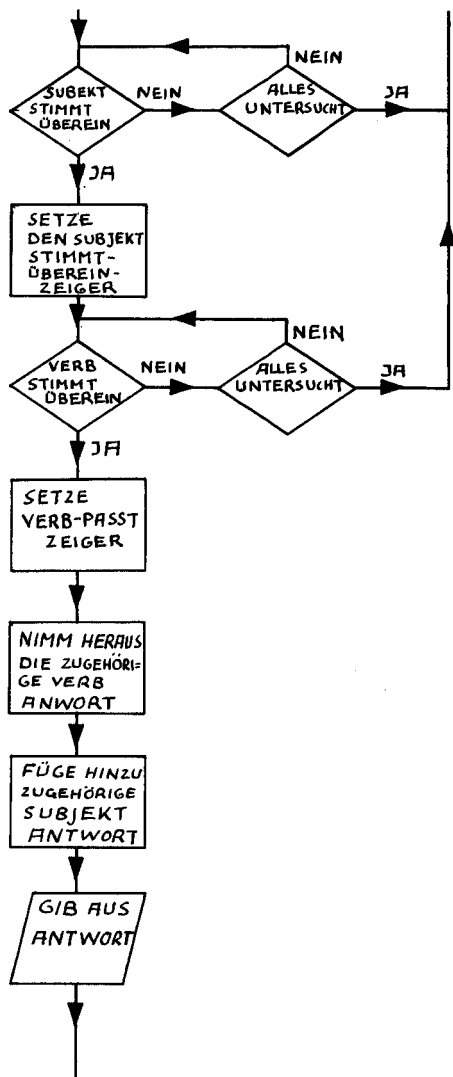 NEIN
SUBEKT
STIMMT
ÜBEREIN
NEIN
ALLES
UNTERSUCHT
JA
JA
SETZE
DEN SUBJEKT
STIMMT-
ÜBEREIN-
ZEIGER
NEIN
VERB
STIMMT
ÜBEREIN
NEIN
ALLES
UNTERSUCHT
JA
JA
SETZE
VERB-PASST
ZEIGER
NIMM HERAUS
DIE ZUGEHÖRI-
GE VERB
ANWORT
FÜGE HINZU
ZUGEHÖRIGE
SUBJEKT
ANTWORT
GIB AUS
ANTWORT